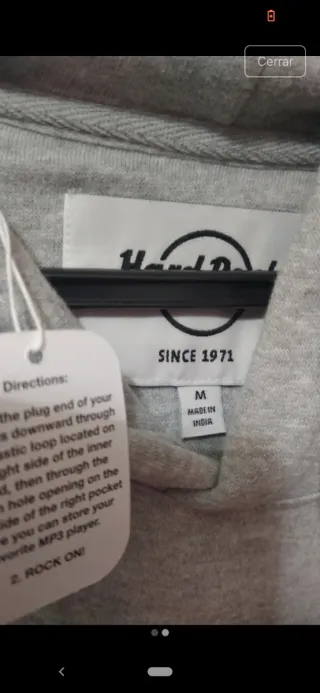 Cerrar
Hard Rock
SINCE 1971
M
MADE IN
INDIA
Directions:
the plug end of your
downward through
loop located on
side of the inner
then through the
hole opening on the
of the right pocket
you can store your
MP3 player.
2. ROCK ON!